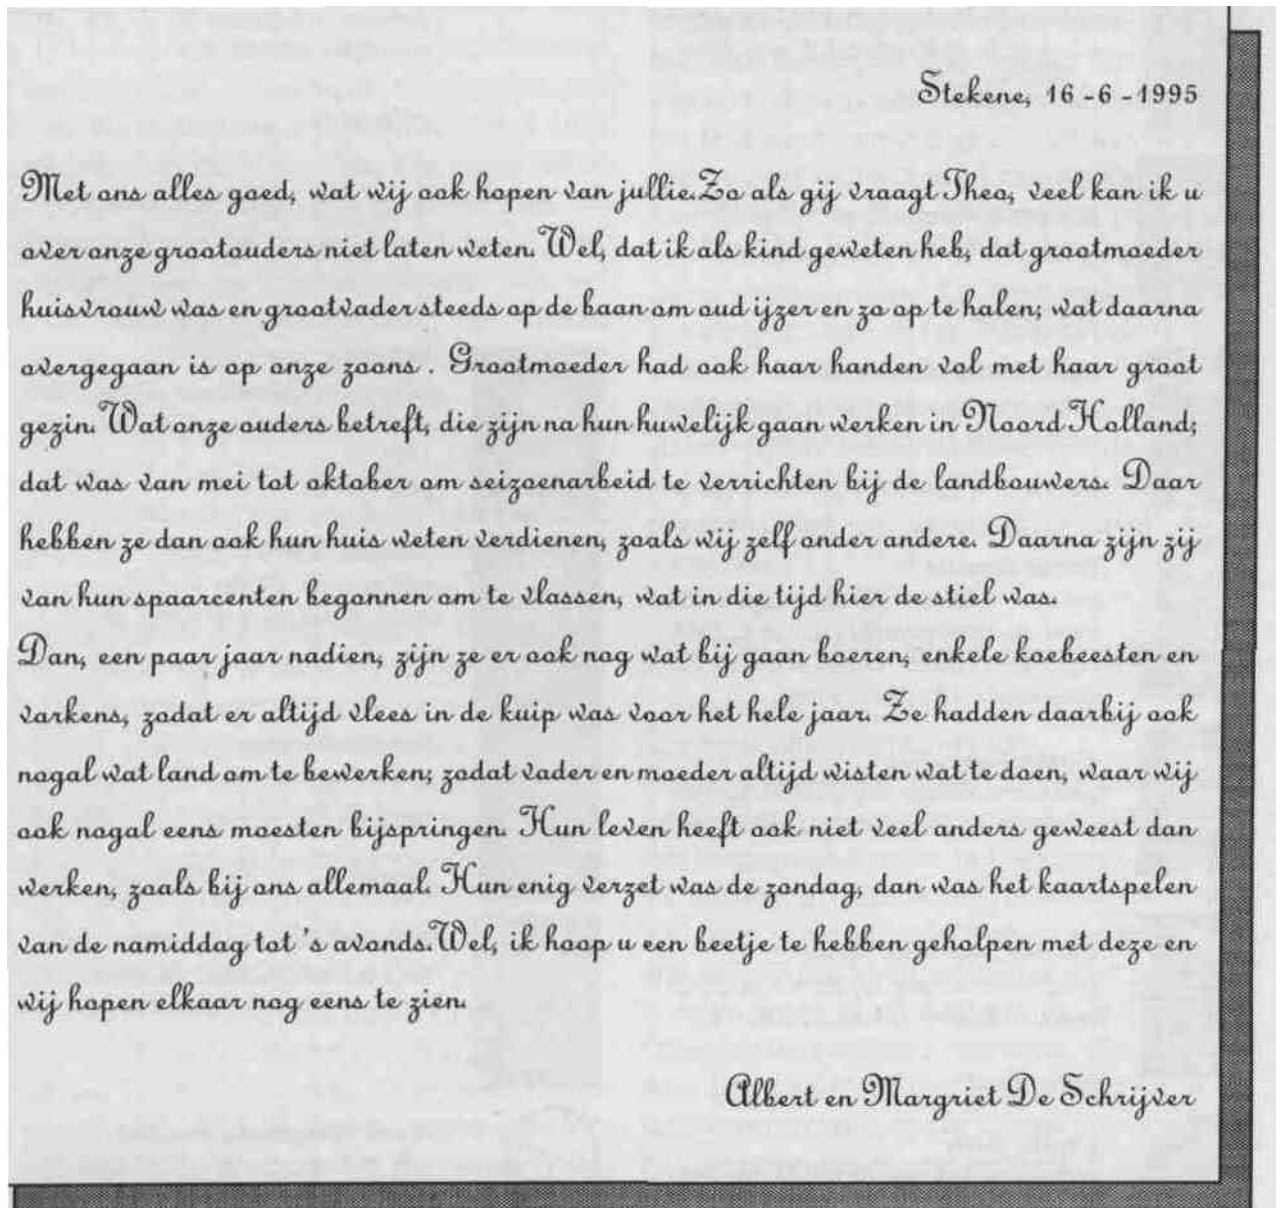 Stekene, 16 -6 -1995
Met ons alles goed, wat wij ook hopen van jullie. Zo als gij vraagt Theo, veel kan ik u
over onze grootouders niet laten weten. Wel, dat ik als kind geweten heb, dat grootmoeder
huisvrouw was en grootvader steeds op de baan om oud ijzer en zo op te halen; wat daarna
overgegaan is op onze zoons . Grootmoeder had ook haar handen vol met haar groot
gezin. Wat onze ouders betreft, die zijn na hun huwelijk gaan werken in Noord Holland;
dat was van mei tot oktober om seizoenarbeid te verrichten bij de landbouwers. Daar
hebben ze dan ook hun huis weten verdienen, zoals wij zelf onder andere. Daarna zijn zij
van hun spaarcenten begonnen om te vlassen, wat in die tijd hier de stiel was.
Dan, een paar jaar nadien, zijn ze er ook nog wat bij gaan boeren, enkele koebeesten en
varkens, zodat er altijd vlees in de kuip was voor het hele jaar. Ze hadden daarbij ook
nogal wat land om te bewerken; zodat vader en moeder altijd wisten wat te doen, waar wij
ook nogal eens moesten bijspringen. Hun leven heeft ook niet veel anders geweest dan
werken, zoals bij ons allemaal. Hun enig verzet was de zondag, dan was het kaartspelen
van de namiddag tot 's avonds. Wel, ik hoop u een beetje te hebben geholpen met deze en
wij hopen elkaar nog eens te zien.
Albert en Margriet De Schrijver